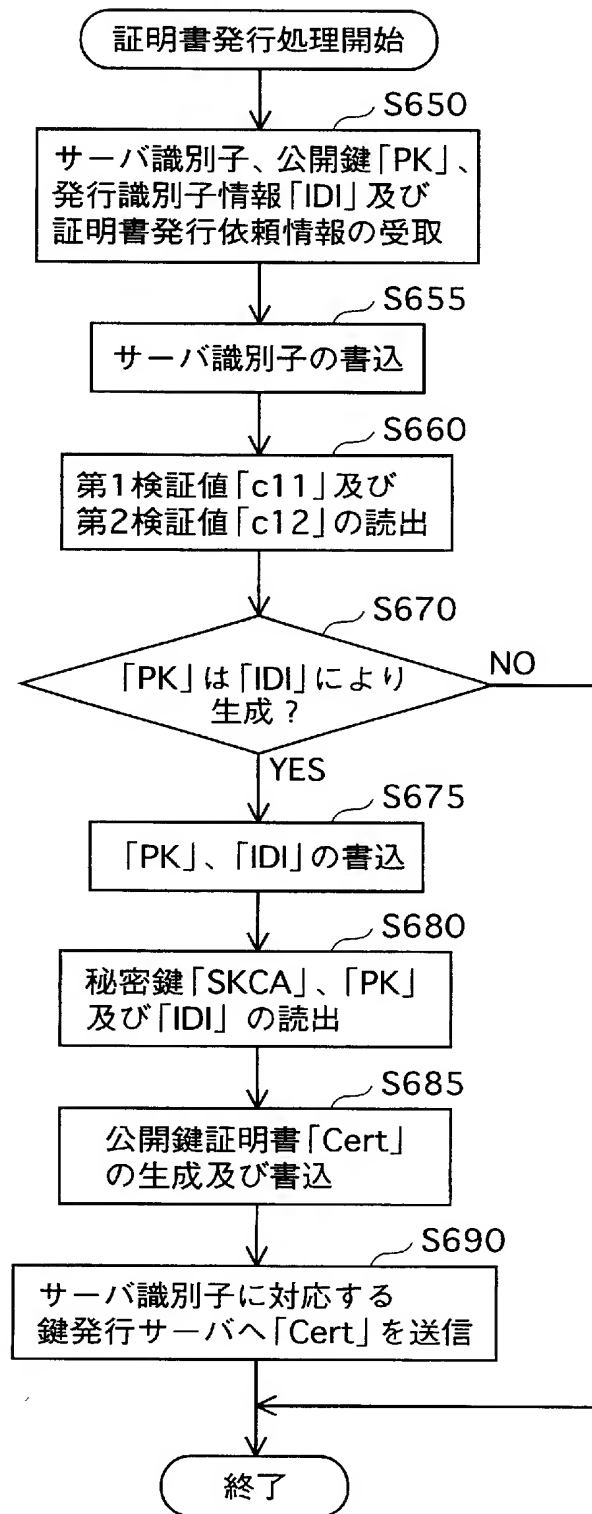 証明書発行処理開始
S650
サーバ識別子、公開鍵「PK」、
発行識別子情報「IDI」及び
証明書発行依頼情報の受取
S655
サーバ識別子の書込
S660
第1検証値「c11」及び
第2検証値「c12」の読出
S670
「PK」は「IDI」により
生成？
NO
YES
S675
「PK」、「IDI」の書込
S680
秘密鍵「SKCA」、「PK」
及び「IDI」の読出
S685
公開鍵証明書「Cert」
の生成及び書込
S690
サーバ識別子に対応する
鍵発行サーバへ「Cert」を送信
終了